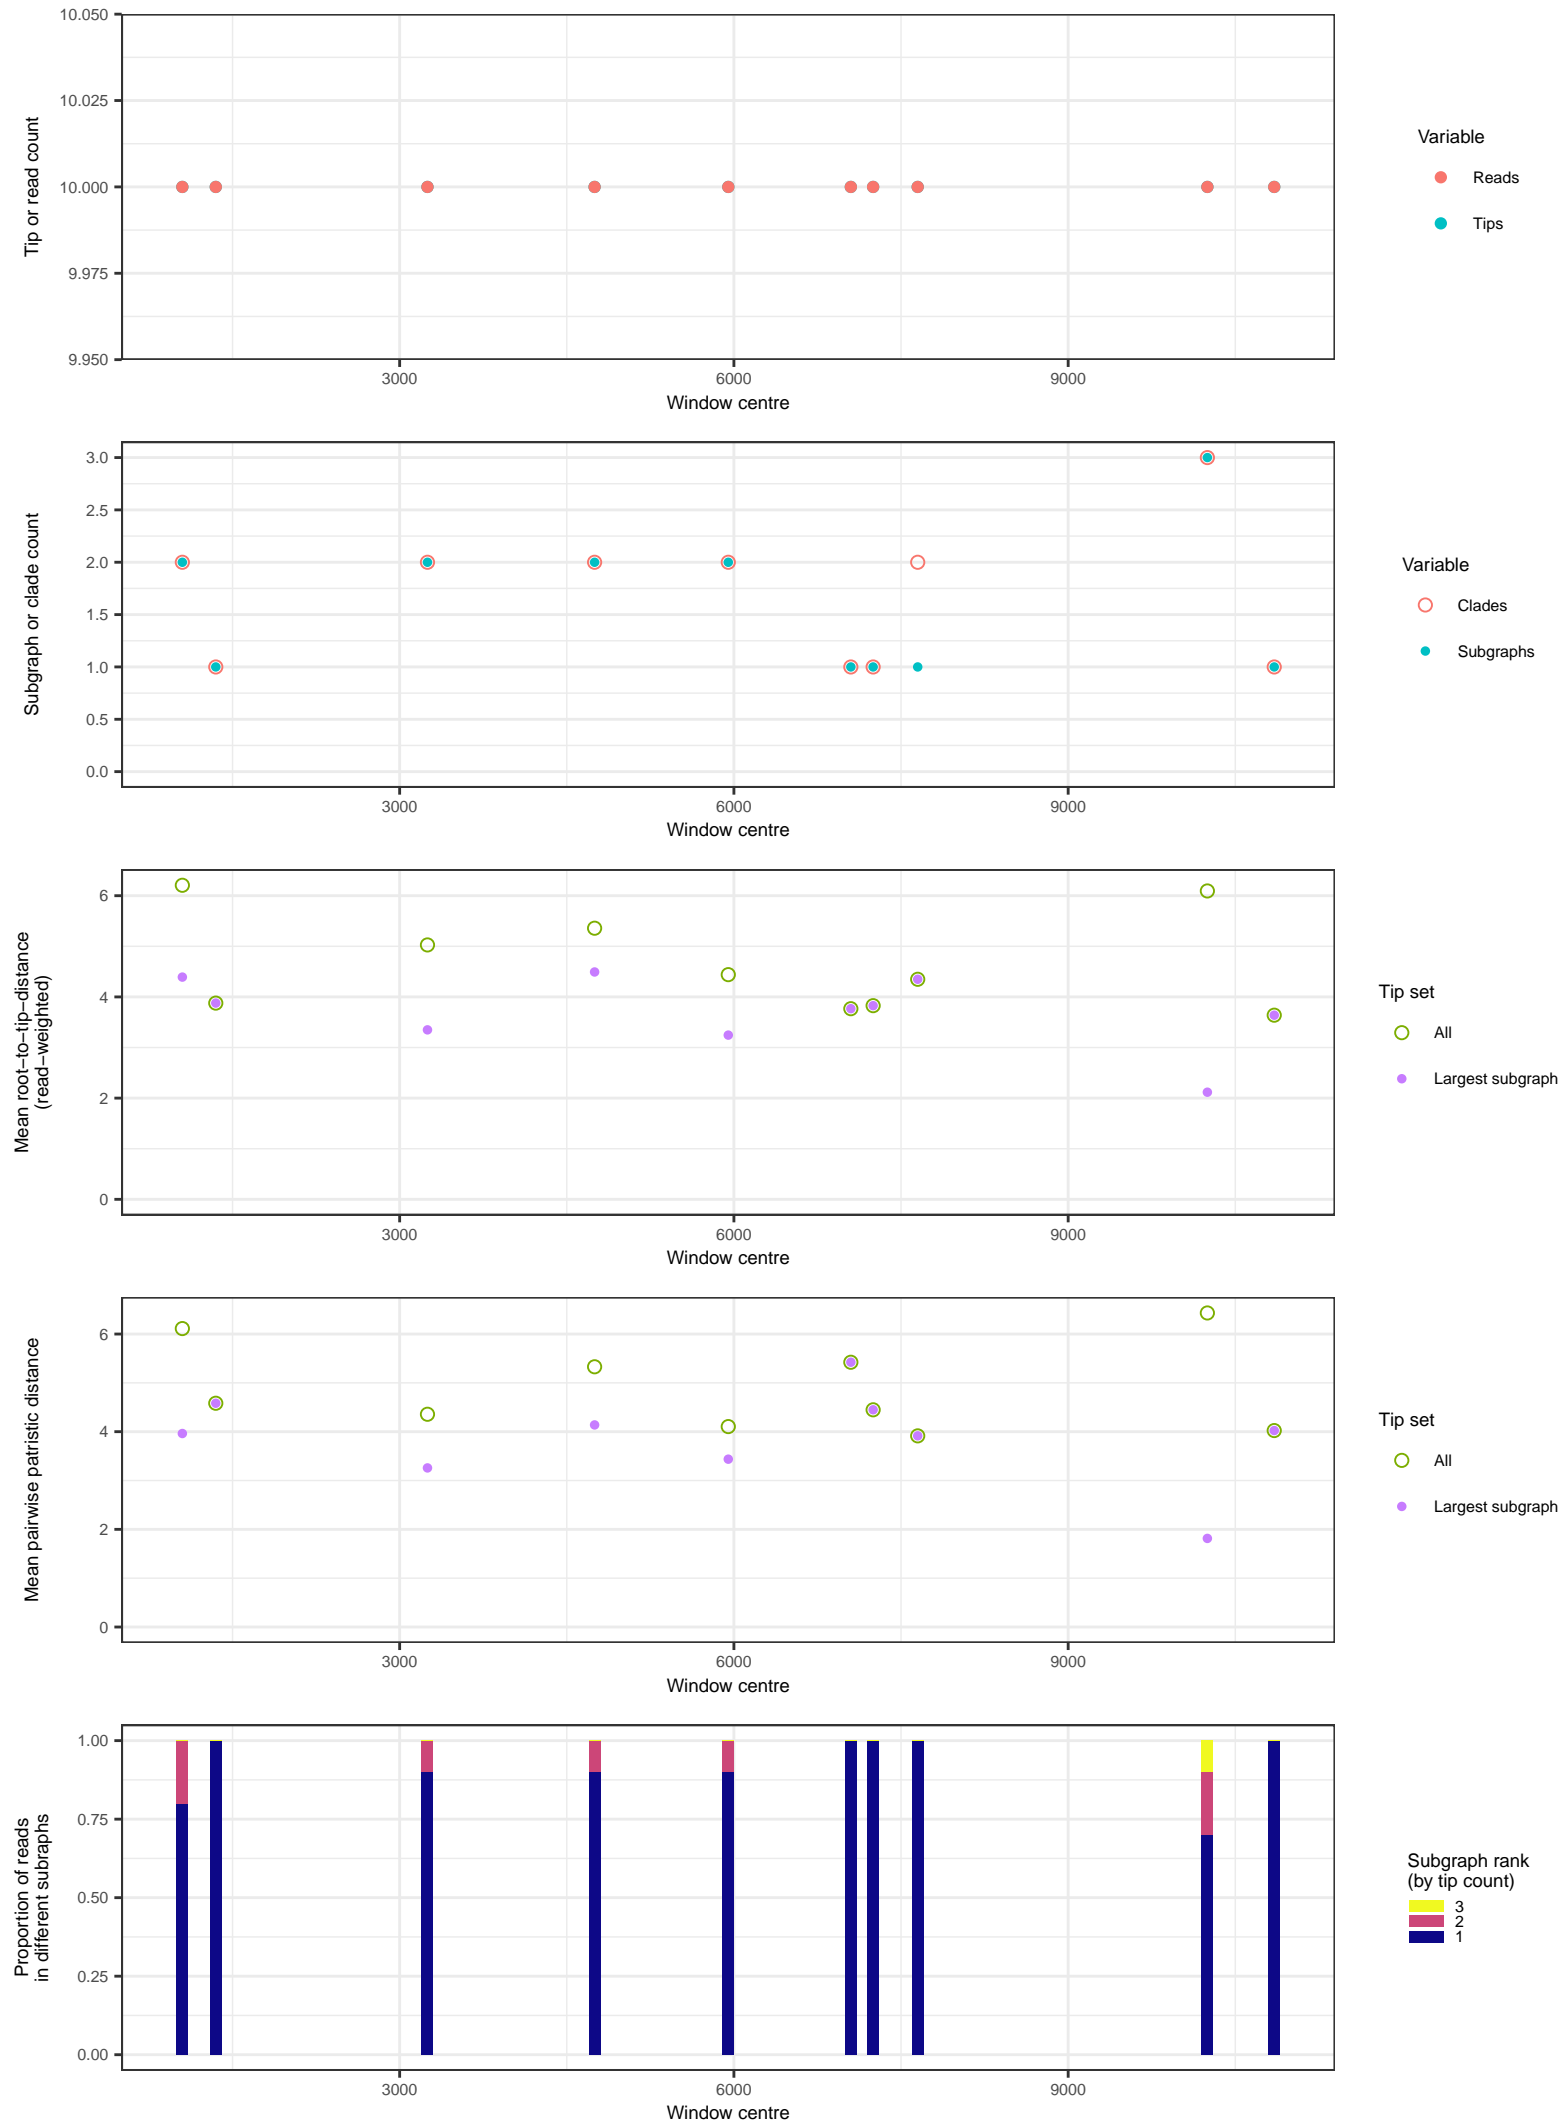 10.050
10.025
10.000
9.975
9.950
Tip or read count
3000
6000
9000
Window centre
Variable
Reads
Tips
3.0
2.5
2.0
1.5
1.0
0.5
0.0
Subgraph or clade count
3000
6000
9000
Window centre
Variable
Clades
Subgraphs
6
4
2
0
Mean root−to−tip−distance
(read−weighted)
3000
6000
9000
Window centre
Tip set
All
Largest subgraph
6
4
2
0
Mean pairwise patristic distance
3000
6000
9000
Window centre
Tip set
All
Largest subgraph
1.00
0.75
0.50
0.25
0.00
Proportion of reads
in different subraphs
3000
6000
9000
Window centre
Subgraph rank
(by tip count)
3
2
1